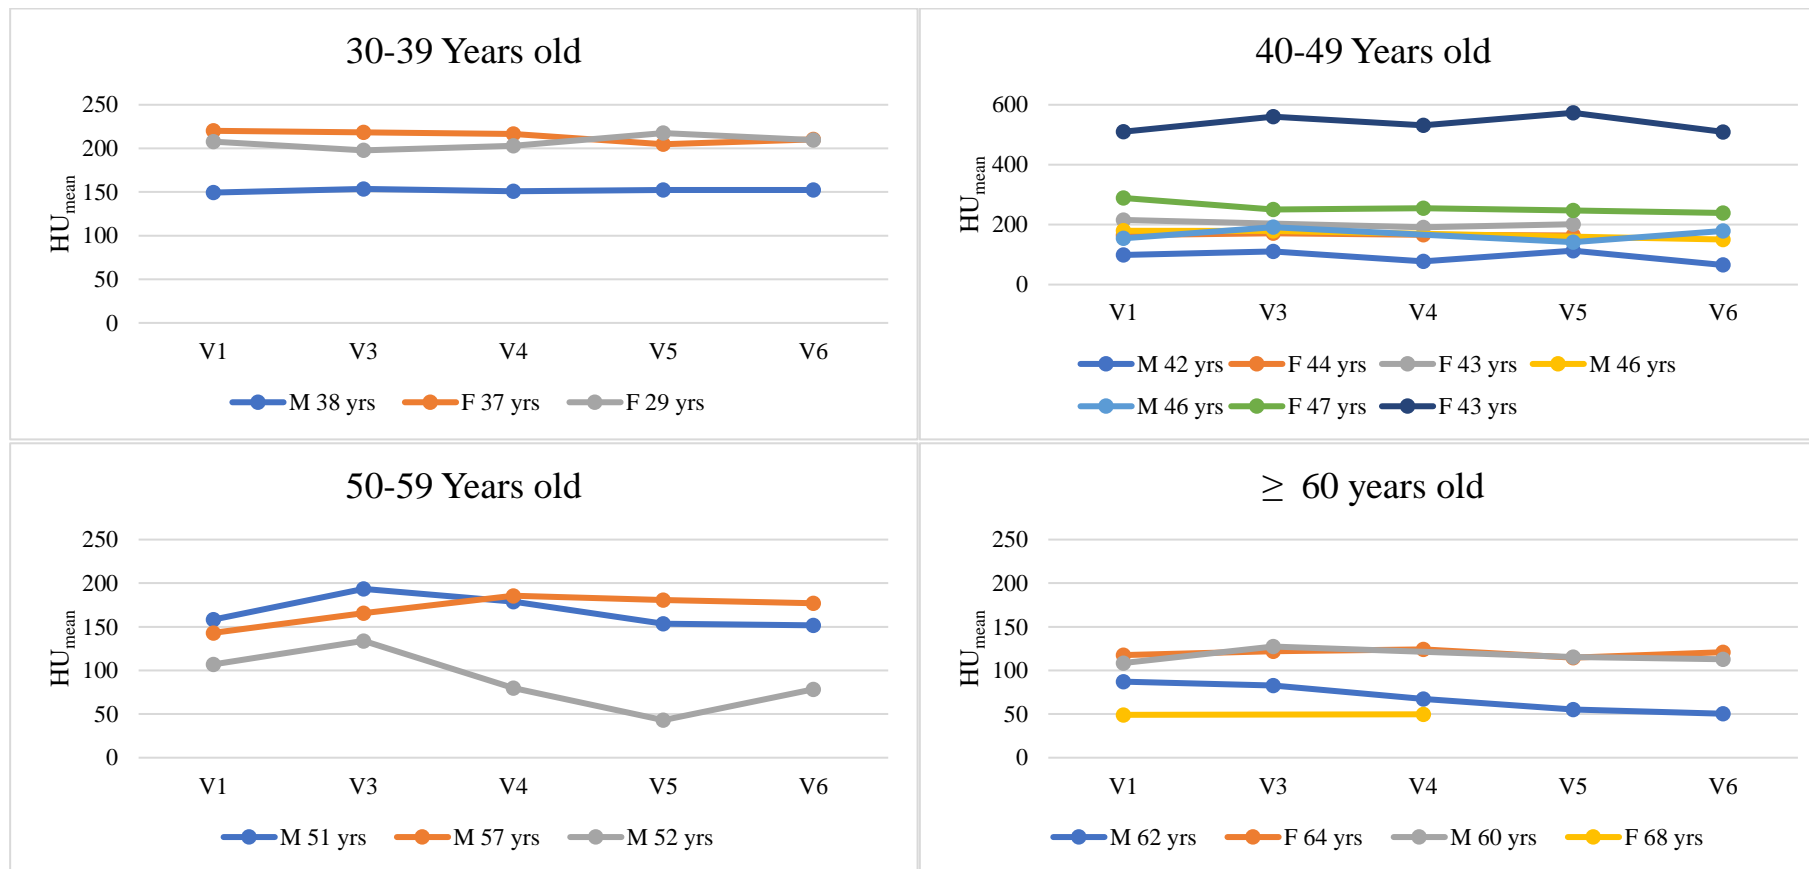 30-39 Years old
250
200
150
100
50
0
HUmean
V1 V3 V4 V5 V6
M 38 yrs F 37 yrs F 29 yrs
40-49 Years old
600
400
200
0
HUmean
V1 V3 V4 V5 V6
M 42 yrs F 44 yrs F 43 yrs M 46 yrs
M 46 yrs F 47 yrs F 43 yrs
50-59 Years old
250
200
150
100
50
0
HUmean
V1 V3 V4 V5 V6
M 51 yrs M 57 yrs M 52 yrs
≥ 60 years old
250
200
150
100
50
0
HUmean
V1 V3 V4 V5 V6
M 62 yrs F 64 yrs M 60 yrs F 68 yrs